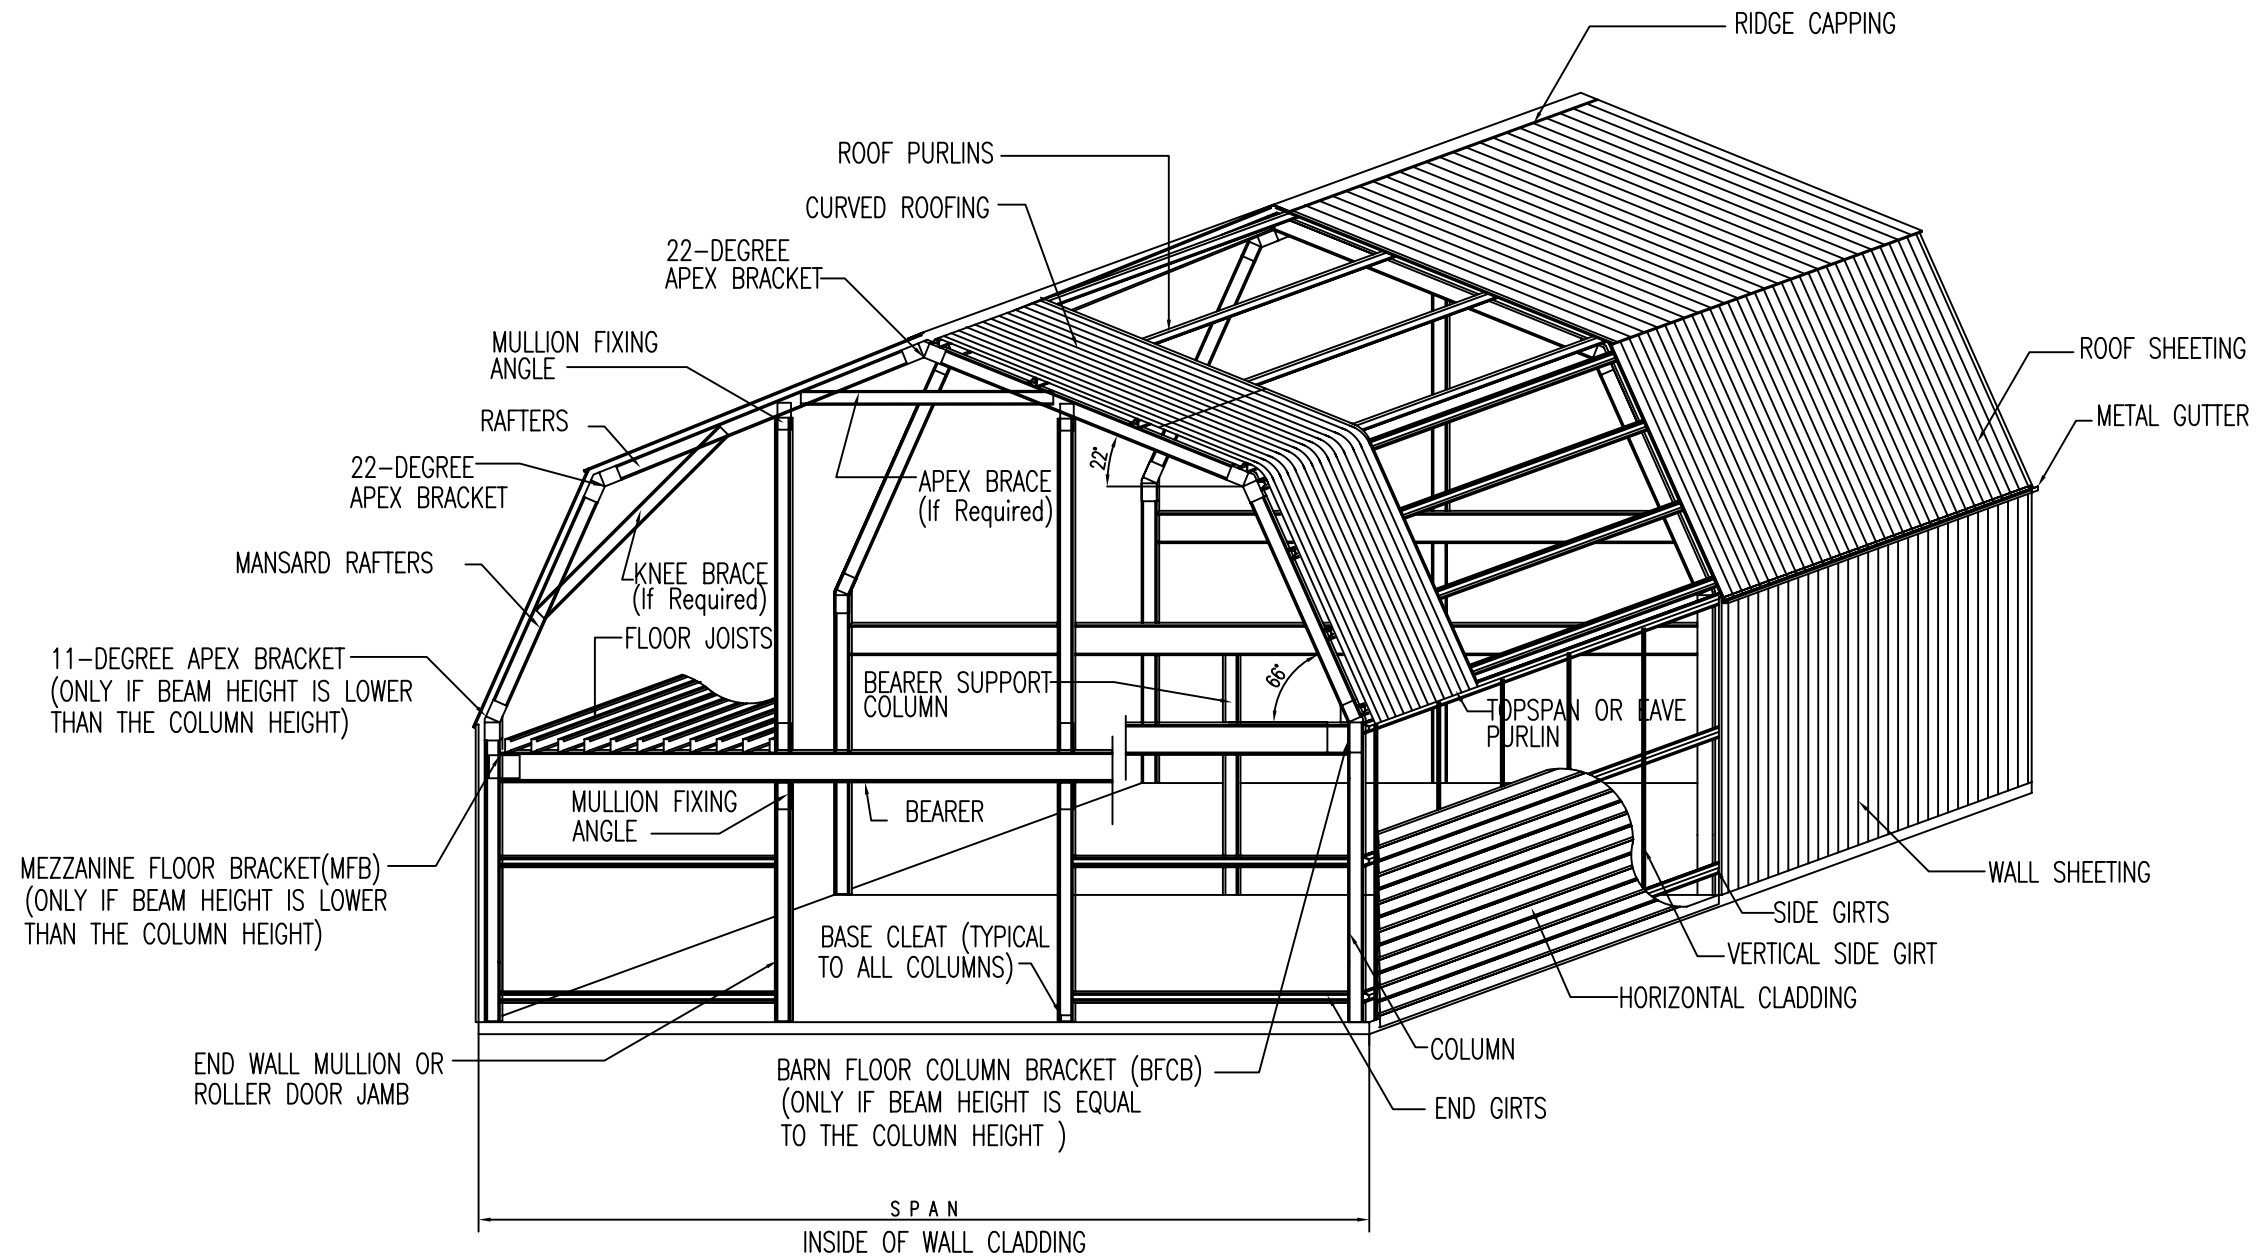 RIDGE CAPPING
ROOF PURLINS
CURVED ROOFING
22-DEGREE
APEX BRACKET
MULLION FIXING
ANGLE
ROOF SHEETING
METAL GUTTER
RAFTERS
22-DEGREE
APEX BRACKET
22°
APEX BRACE
(If Required)
MANSARD RAFTERS
KNEE BRACE
(If Required)
FLOOR JOISTS
11-DEGREE APEX BRACKET
(ONLY IF BEAM HEIGHT IS LOWER
THAN THE COLUMN HEIGHT)
66°
BEARER SUPPORT
COLUMN
TOPSPAN OR EAVE
PURLIN
MULLION FIXING
ANGLE
BEARER
MEZZANINE FLOOR BRACKET(MFB)
(ONLY IF BEAM HEIGHT IS LOWER
THAN THE COLUMN HEIGHT)
WALL SHEETING
SIDE GIRTS
VERTICAL SIDE GIRT
HORIZONTAL CLADDING
BASE CLEAT (TYPICAL
TO ALL COLUMNS)
COLUMN
END GIRTS
END WALL MULLION OR
ROLLER DOOR JAMB
BARN FLOOR COLUMN BRACKET (BFCB)
(ONLY IF BEAM HEIGHT IS EQUAL
TO THE COLUMN HEIGHT )
SPAN
INSIDE OF WALL CLADDING